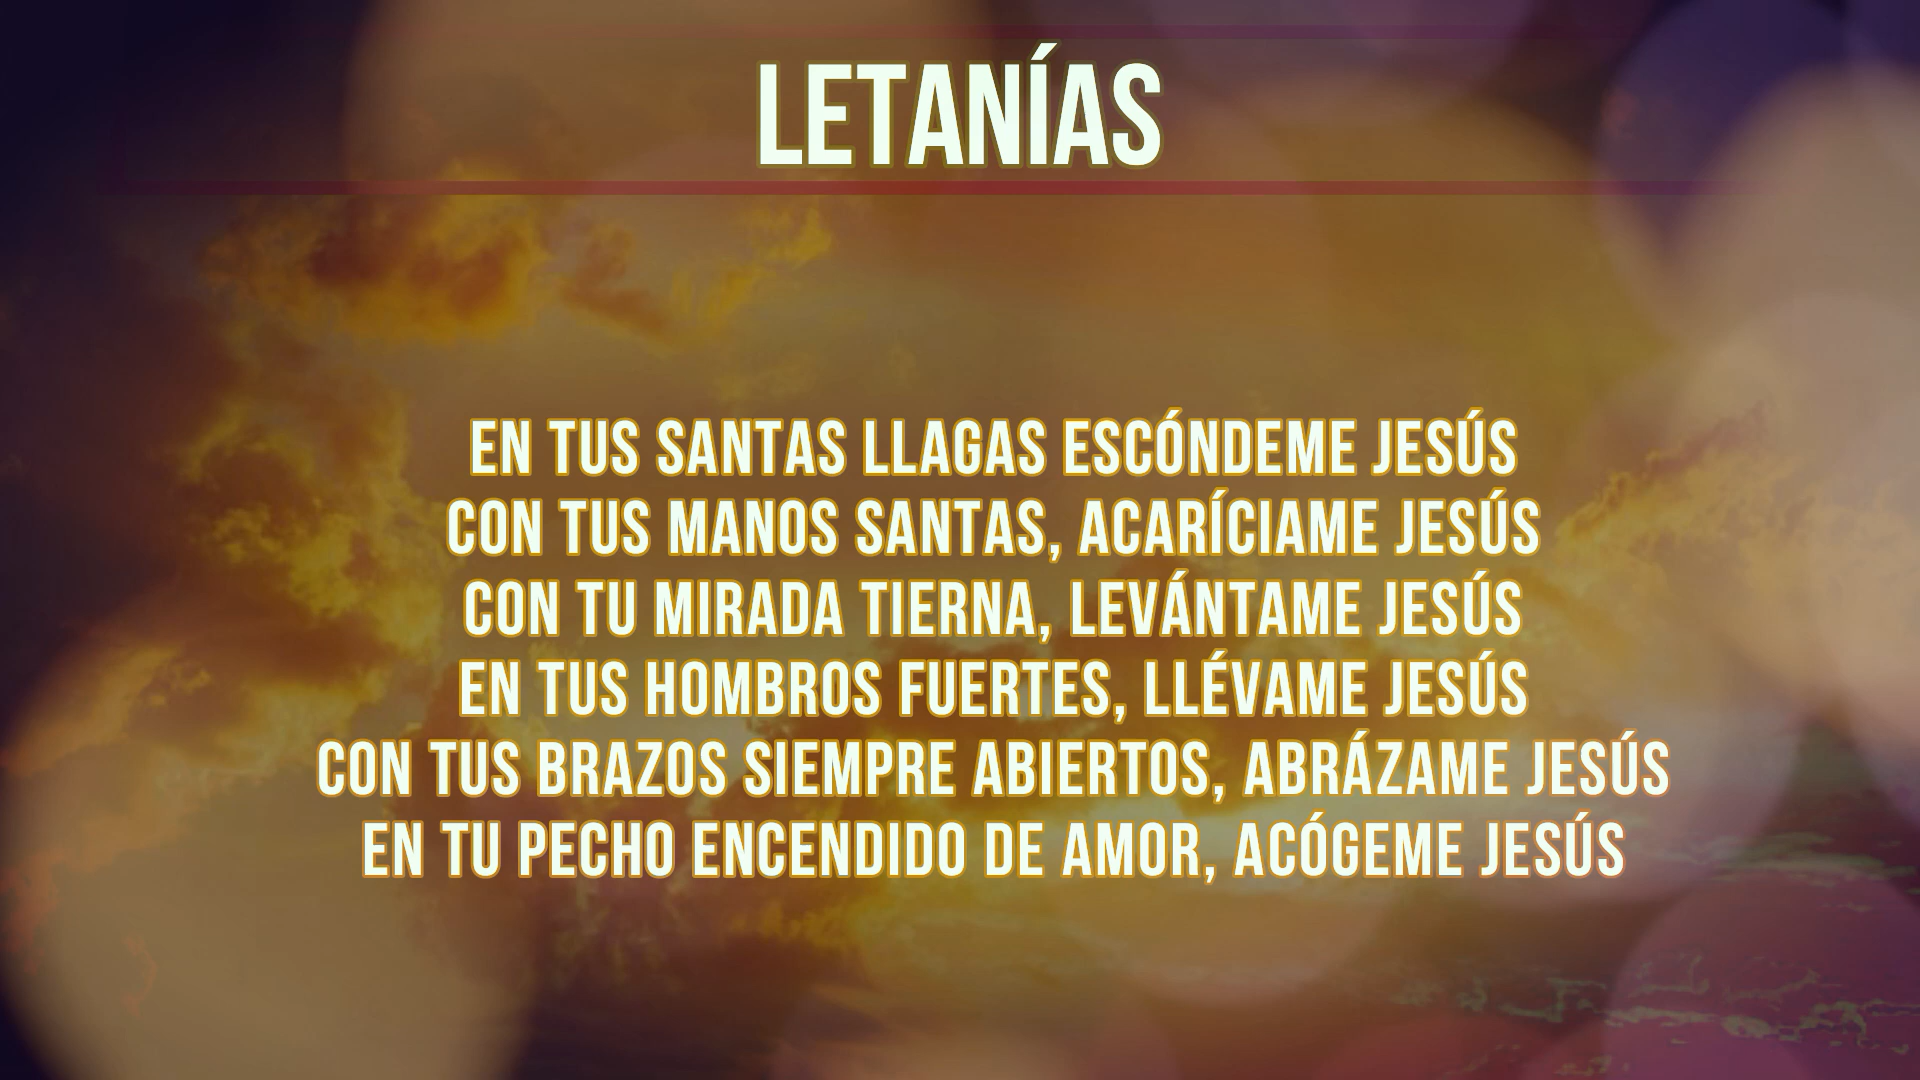 LETANÍAS
EN TUS SANTAS LLAGAS ESCÓNDEME JESÚS
CON TUS MANOS SANTAS, ACARÍCIAME JESÚS
CON TU MIRADA TIERNA, LEVÁNTAME JESÚS
EN TUS HOMBROS FUERTES, LLÉVAME JESÚS
CON TUS BRAZOS SIEMPRE ABIERTOS, ABRÁZAME JESÚS
EN TU PECHO ENCENDIDO DE AMOR, ACÓGEME JESÚS